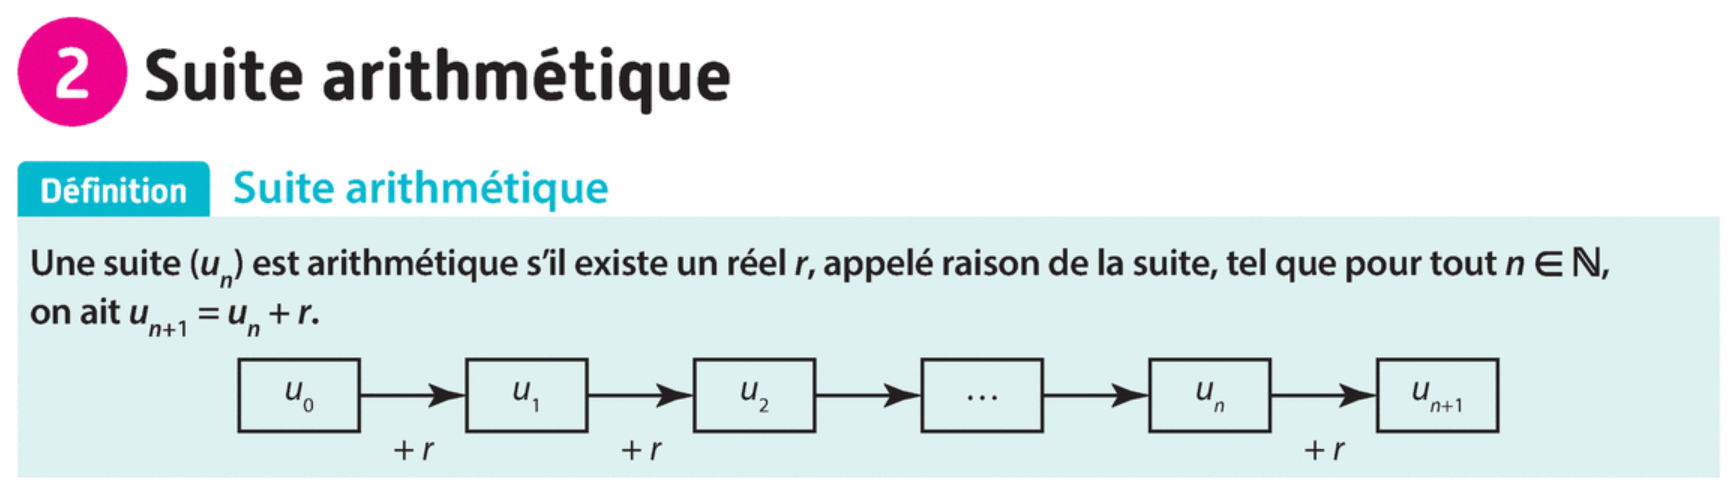 2 Suite arithmétique
Définition Suite arithmétique
Une suite (uₙ) est arithmétique s’il existe un réel r, appelé raison de la suite, tel que pour tout n ∈ ℕ,
on ait uₙ₊₁ = uₙ + r.
u₀ u₁ u₂ ... uₙ uₙ₊₁
+ r + r + r